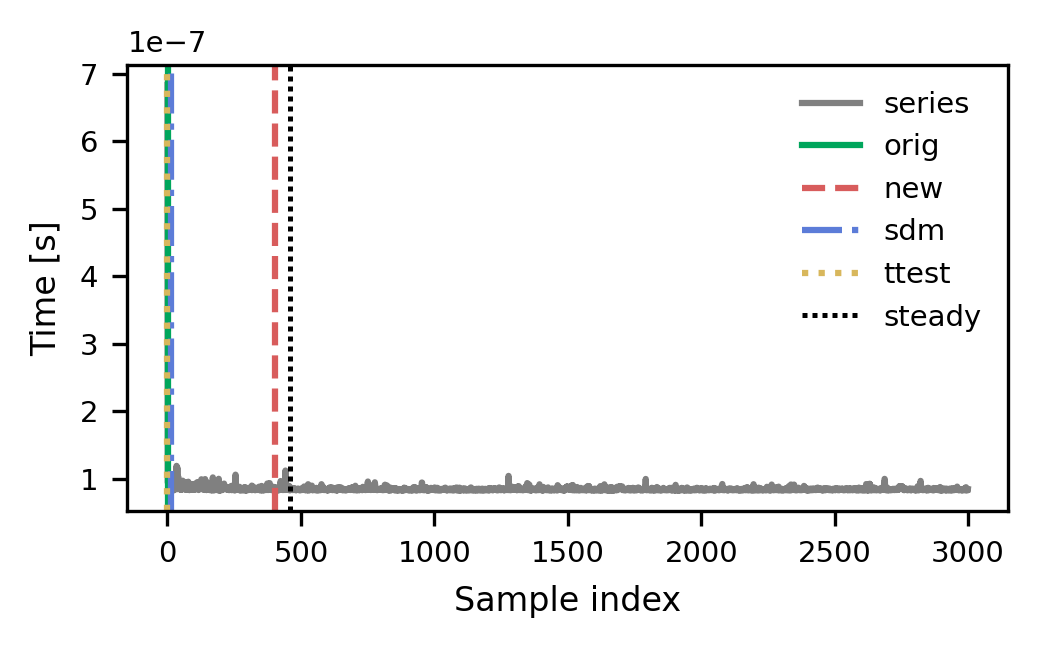 1e−7
7
6
5
4
3
2
1
Time [s]
series
orig
new
sdm
ttest
steady
0 500 1000 1500 2000 2500 3000
Sample index